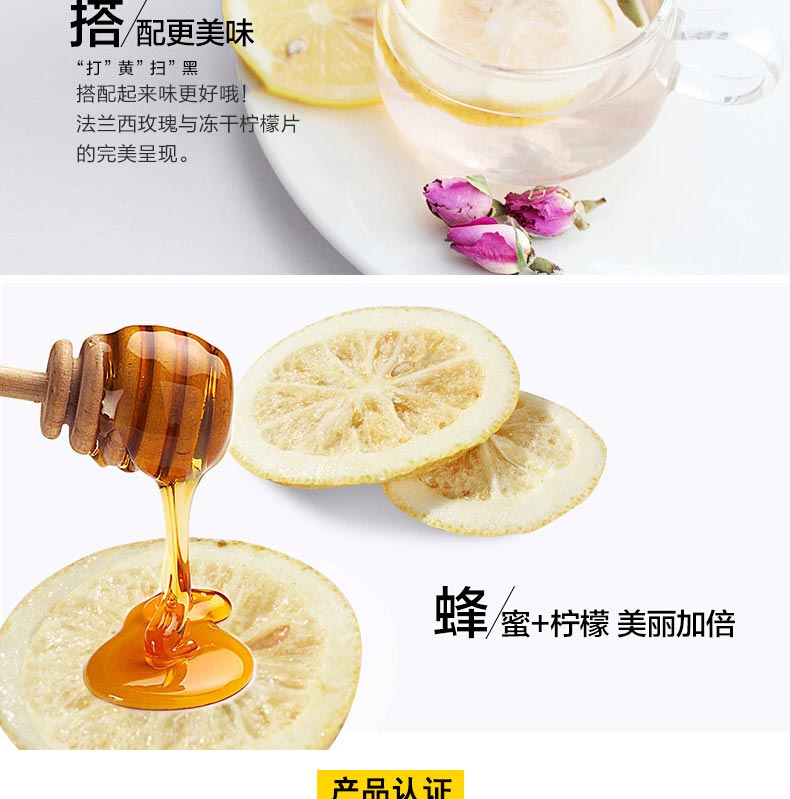 搭/配更美味
“打”黄”扫”黑
搭配起来味更好哦！
法兰西玫瑰与冻干柠檬片
的完美呈现。
蜂/蜜+柠檬 美丽加倍
产品认证